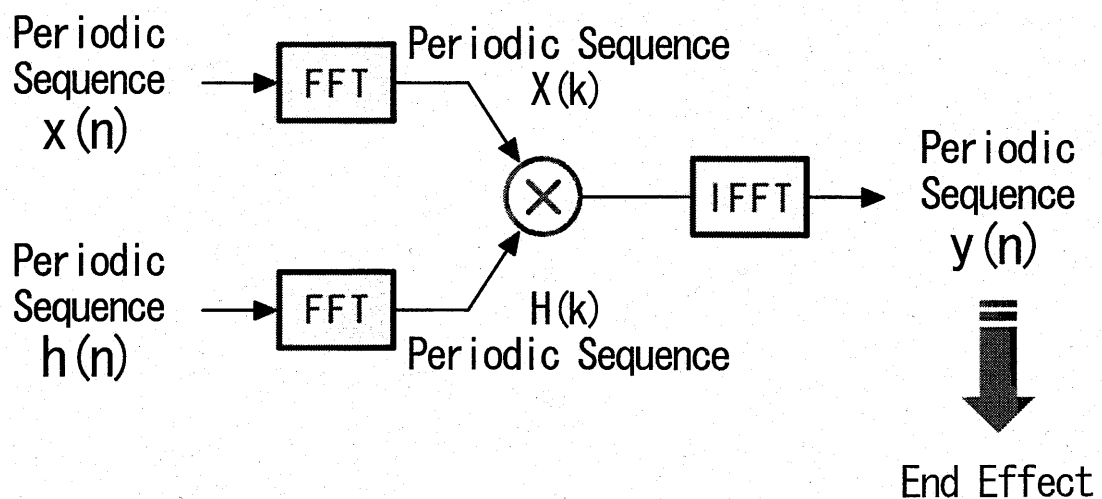 Periodic
Sequence
x(n)
FFT
Periodic Sequence
X(k)
Periodic
Sequence
h(n)
FFT
H(k)
Periodic Sequence
IFFT
Periodic
Sequence
y(n)
End Effect